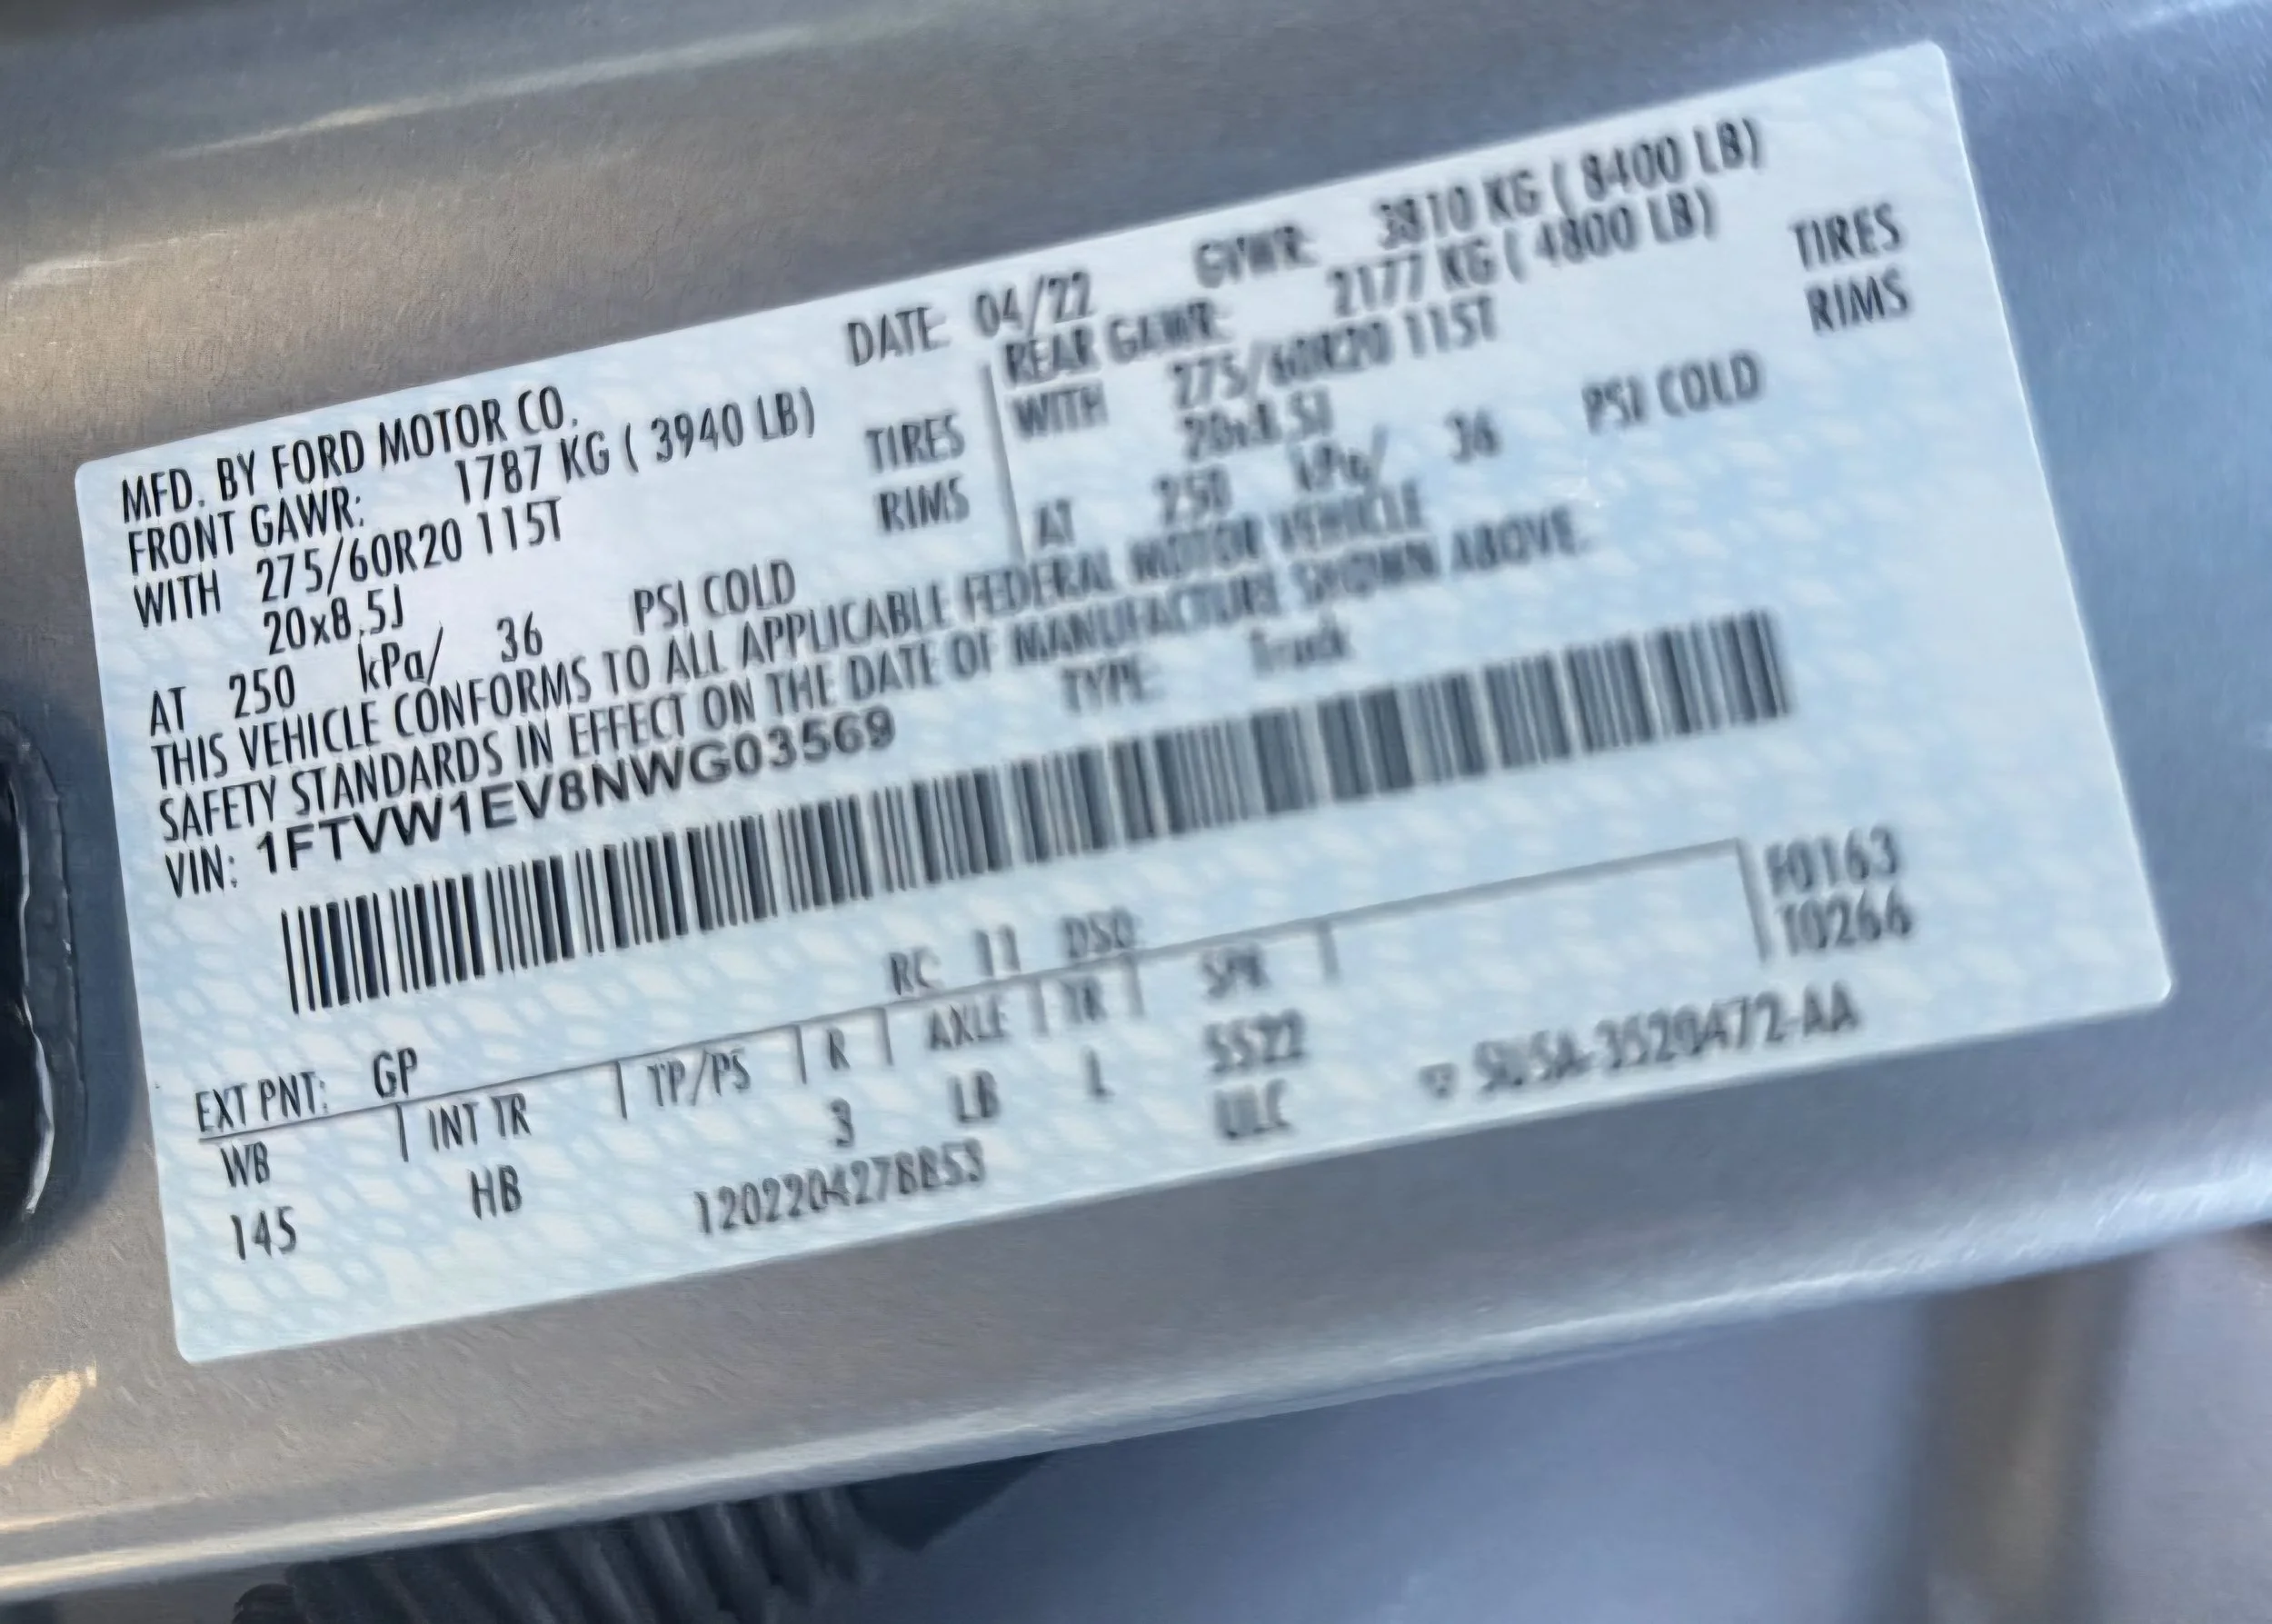 MFD. BY FORD MOTOR CO.
DATE: 04/22
GVWR: 3810 KG ( 8400 LB)
FRONT GAWR: 1787 KG ( 3940 LB)
REAR GAWR: 2177 KG ( 4800 LB)
WITH 275/60R20 115T TIRES
WITH 275/60R20 115T TIRES
20x8.5J RIMS
20x8.5J RIMS
AT 250 kPa/ 36 PSI COLD
AT 250 kPa/ 36 PSI COLD
THIS VEHICLE CONFORMS TO ALL APPLICABLE FEDERAL MOTOR VEHICLE
SAFETY STANDARDS IN EFFECT ON THE DATE OF MANUFACTURE SHOWN ABOVE.
VIN: 1FTVW1EV8NWG03569
TYPE: Truck
F0163
T0266
EXT PNT: GP RC 11 DSO:
WB INT TR TP/PS R AXLE TR SPR
145 HB 3 LB L 5522
ULC
1202204278853